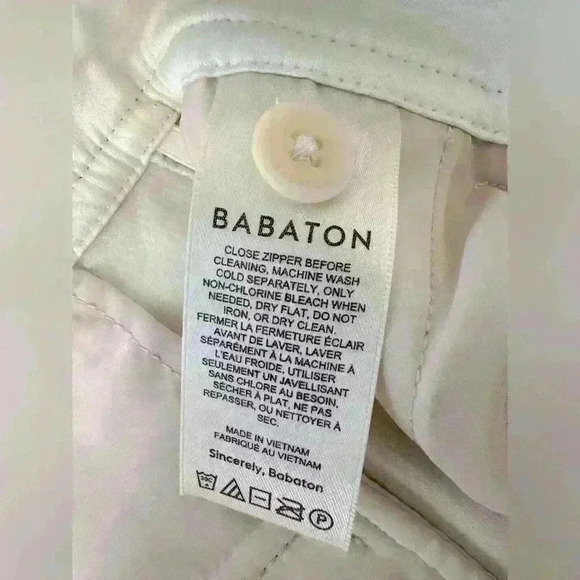 BABATON
CLOSE ZIPPER BEFORE
CLEANING, MACHINE WASH
COLD SEPARATELY, ONLY
NON-CHLORINE BLEACH WHEN
NEEDED, DRY FLAT, DO NOT
IRON, OR DRY CLEAN.
FERMER LA FERMETURE ÉCLAIR
AVANT DE LAVER, LAVER
SÉPARÉMENT À LA MACHINE À
L'EAU FROIDE, UTILISER
SEULEMENT UN JAVELLISANT
SANS CHLORE AU BESOIN,
SÉCHER À PLAT, NE PAS
REPASSER, OU NETTOYER À
SEC.
MADE IN VIETNAM
FABRIQUÉ AU VIETNAM
Sincerely, Babaton
30C
P